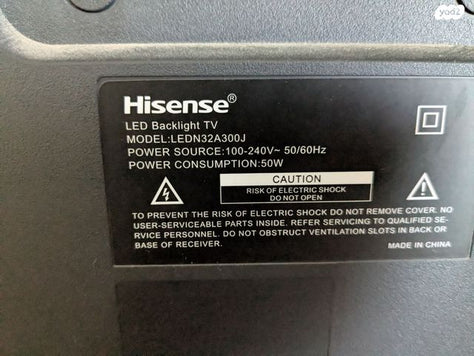 yad2
Hisense®
LED Backlight TV
MODEL:LEDN32A300J
POWER SOURCE:100-240V~ 50/60Hz
POWER CONSUMPTION:50W
CAUTION
RISK OF ELECTRIC SHOCK
DO NOT OPEN
TO PREVENT THE RISK OF ELECTRIC SHOCK DO NOT REMOVE COVER. NO
USER-SERVICEABLE PARTS INSIDE. REFER SERVICING TO QUALIFIED SE-
RVICE PERSONNEL. DO NOT OBSTRUCT VENTILATION SLOTS IN BACK OR
BASE OF RECEIVER.
MADE IN CHINA